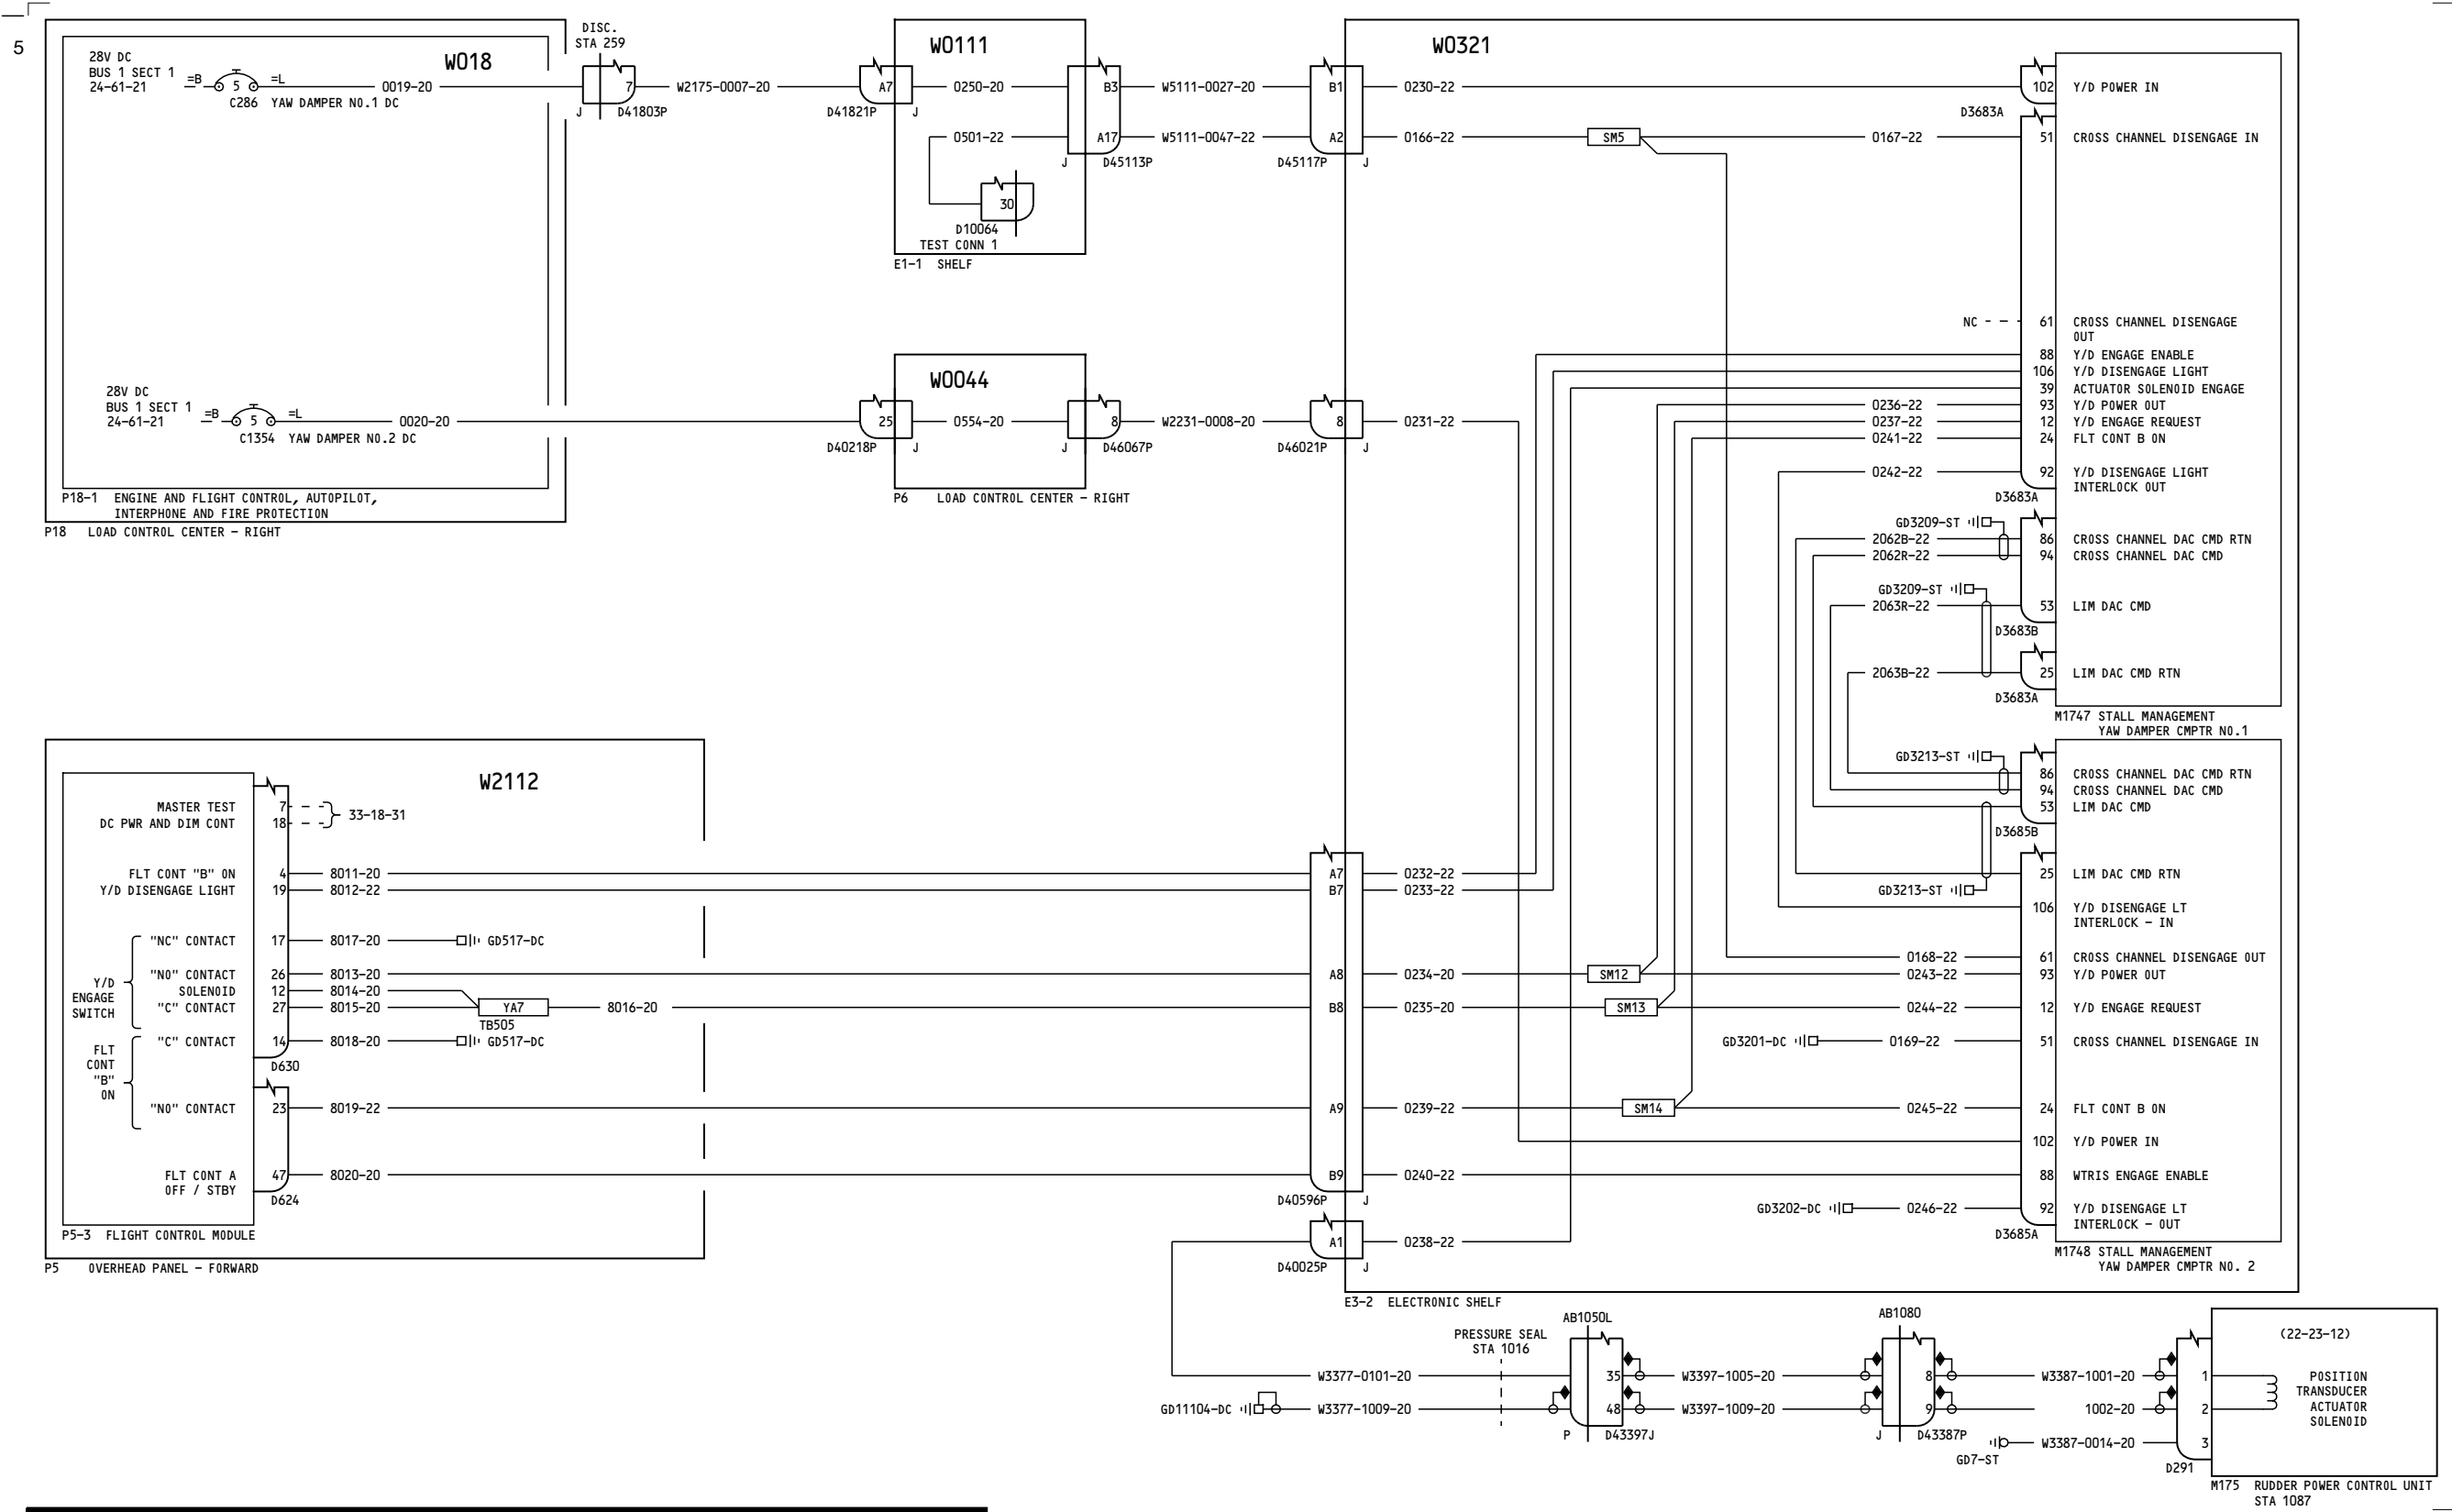 5
28V DC
BUS 1 SECT 1
24-61-21
=B
5
=L
C286 YAW DAMPER NO.1 DC
W018
0019-20
DISC.
STA 259
7
J
D41803P
W2175-0007-20
A7
D41821P
J
W0111
0250-20
0501-22
B3
A17
J
D45113P
30
D10064
TEST CONN 1
E1-1 SHELF
W5111-0027-20
W5111-0047-22
B1
A2
D45117P
J
W0321
0230-22
0166-22
SM5
0167-22
102 Y/D POWER IN
D3683A
51 CROSS CHANNEL DISENGAGE IN
NC
61 CROSS CHANNEL DISENGAGE
OUT
88 Y/D ENGAGE ENABLE
106 Y/D DISENGAGE LIGHT
39 ACTUATOR SOLENOID ENGAGE
0236-22
93 Y/D POWER OUT
0237-22
12 Y/D ENGAGE REQUEST
0241-22
24 FLT CONT B ON
0242-22
92 Y/D DISENGAGE LIGHT
INTERLOCK OUT
D3683A
28V DC
BUS 1 SECT 1
24-61-21
=B
5
=L
C1354 YAW DAMPER NO.2 DC
0020-20
P18-1 ENGINE AND FLIGHT CONTROL, AUTOPILOT,
INTERPHONE AND FIRE PROTECTION
P18 LOAD CONTROL CENTER - RIGHT
25
D40218P
J
W0044
0554-20
8
J
D46067P
P6 LOAD CONTROL CENTER - RIGHT
W2231-0008-20
8
D46021P
J
0231-22
GD3209-ST
2062B-22
86 CROSS CHANNEL DAC CMD RTN
2062R-22
94 CROSS CHANNEL DAC CMD
GD3209-ST
2063R-22
53 LIM DAC CMD
D3683B
2063B-22
25 LIM DAC CMD RTN
D3683A
M1747 STALL MANAGEMENT
YAW DAMPER CMPTR NO.1
W2112
MASTER TEST 7
DC PWR AND DIM CONT 18
33-18-31
FLT CONT "B" ON 4
8011-20
Y/D DISENGAGE LIGHT 19
8012-22
"NC" CONTACT 17
8017-20
GD517-DC
Y/D
ENGAGE
SWITCH
"NO" CONTACT 26
8013-20
SOLENOID 12
8014-20
"C" CONTACT 27
8015-20
YA7
TB505
8016-20
FLT
CONT
"B"
ON
"C" CONTACT 14
8018-20
GD517-DC
D630
"NO" CONTACT 23
8019-22
FLT CONT A
OFF / STBY
47
8020-20
D624
P5-3 FLIGHT CONTROL MODULE
P5 OVERHEAD PANEL - FORWARD
A7
0232-22
B7
0233-22
A8
0234-20
SM12
B8
0235-20
SM13
A9
0239-22
SM14
B9
0240-22
D40596P
J
A1
0238-22
D40025P
J
E3-2 ELECTRONIC SHELF
GD3213-ST
86 CROSS CHANNEL DAC CMD RTN
94 CROSS CHANNEL DAC CMD
53 LIM DAC CMD
D3685B
25 LIM DAC CMD RTN
GD3213-ST
106 Y/D DISENGAGE LT
INTERLOCK - IN
0168-22
61 CROSS CHANNEL DISENGAGE OUT
0243-22
93 Y/D POWER OUT
0244-22
12 Y/D ENGAGE REQUEST
GD3201-DC
0169-22
51 CROSS CHANNEL DISENGAGE IN
0245-22
24 FLT CONT B ON
102 Y/D POWER IN
88 WTRIS ENGAGE ENABLE
GD3202-DC
0246-22
92 Y/D DISENGAGE LT
INTERLOCK - OUT
D3685A
M1748 STALL MANAGEMENT
YAW DAMPER CMPTR NO. 2
PRESSURE SEAL
STA 1016
W3377-0101-20
GD11104-DC
W3377-1009-20
AB1050L
35
48
P
D43397J
W3397-1005-20
W3397-1009-20
AB1080
8
9
J
D43387P
W3387-1001-20
1002-20
GD7-ST
W3387-0014-20
1
2
3
D291
(22-23-12)
POSITION
TRANSDUCER
ACTUATOR
SOLENOID
M175 RUDDER POWER CONTROL UNIT
STA 1087